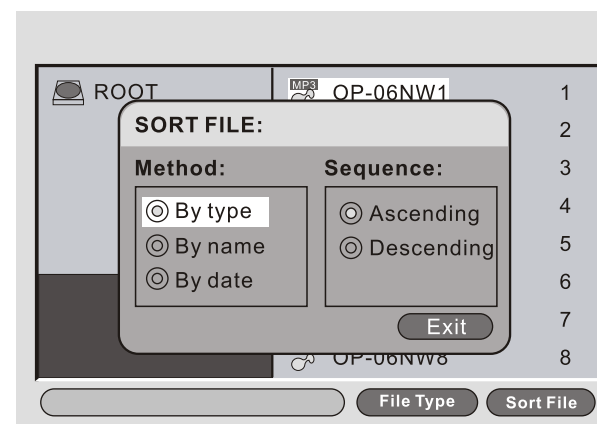 ROOT
MP3 OP-06NW1 1
SORT FILE: 2
Method: Sequence: 3
By type Ascending 4
By name Descending 5
By date 6
Exit 7
OP-06NW8 8
File Type Sort File